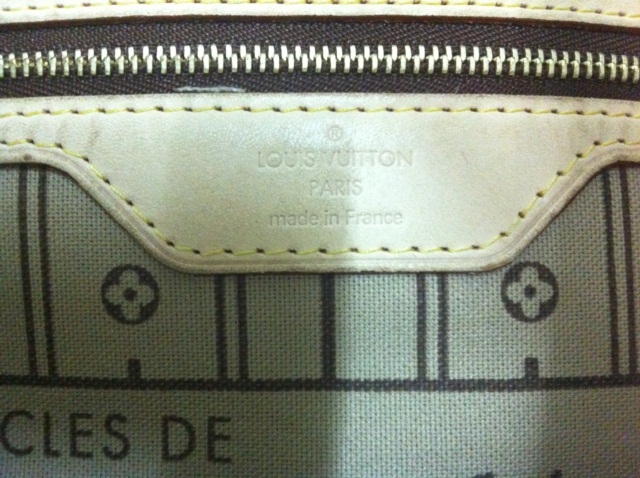 ®
LOUIS VUITTON
PARIS
made in France
CLES DE